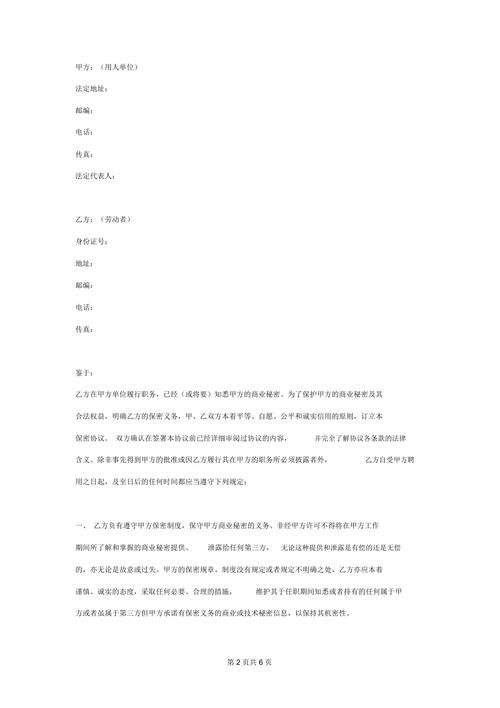 甲方：（用人单位）
法定地址：
邮编：
电话：
传真：
法定代表人：
乙方：（劳动者）
身份证号：
地址：
邮编：
电话：
传真：
鉴于：
乙方在甲方单位履行职务，已经（或将要）知悉甲方的商业秘密。为了保护甲方的商业秘密及其
合法权益，明确乙方的保密义务，甲、乙双方本着平等、自愿、公平和诚实信用的原则，订立本
保密协议。 双方确认在签署本协议前已经详细审阅过协议的内容， 并完全了解协议各条款的法律
含义。除非事先得到甲方的批准或因乙方履行其在甲方的职务所必须披露者外， 乙方自受甲方聘
用之日起，及至日后的任何时间都应当遵守下列规定：
一、 乙方负有遵守甲方保密制度，保守甲方商业秘密的义务。非经甲方许可不得将在甲方工作
期间所了解和掌握的商业秘密提供、 泄露给任何第三方， 无论这种提供和泄露是有偿的还是无偿
的，亦无论是故意或过失。甲方的保密规章、制度没有规定或者规定不明确之处，乙方亦应本着
谨慎、诚实的态度，采取任何必要、合理的措施， 维护其于任职期间知悉或者持有的任何属于甲
方或者虽属于第三方但甲方承诺有保密义务的商业或技术秘密信息，以保持其机密性。
第 2 页共 6 页